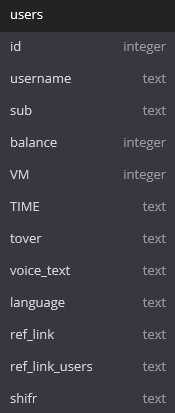 users
id integer
username text
sub text
balance integer
VM integer
TIME text
tover text
voice_text text
language text
ref_link text
ref_link_users text
shifr text